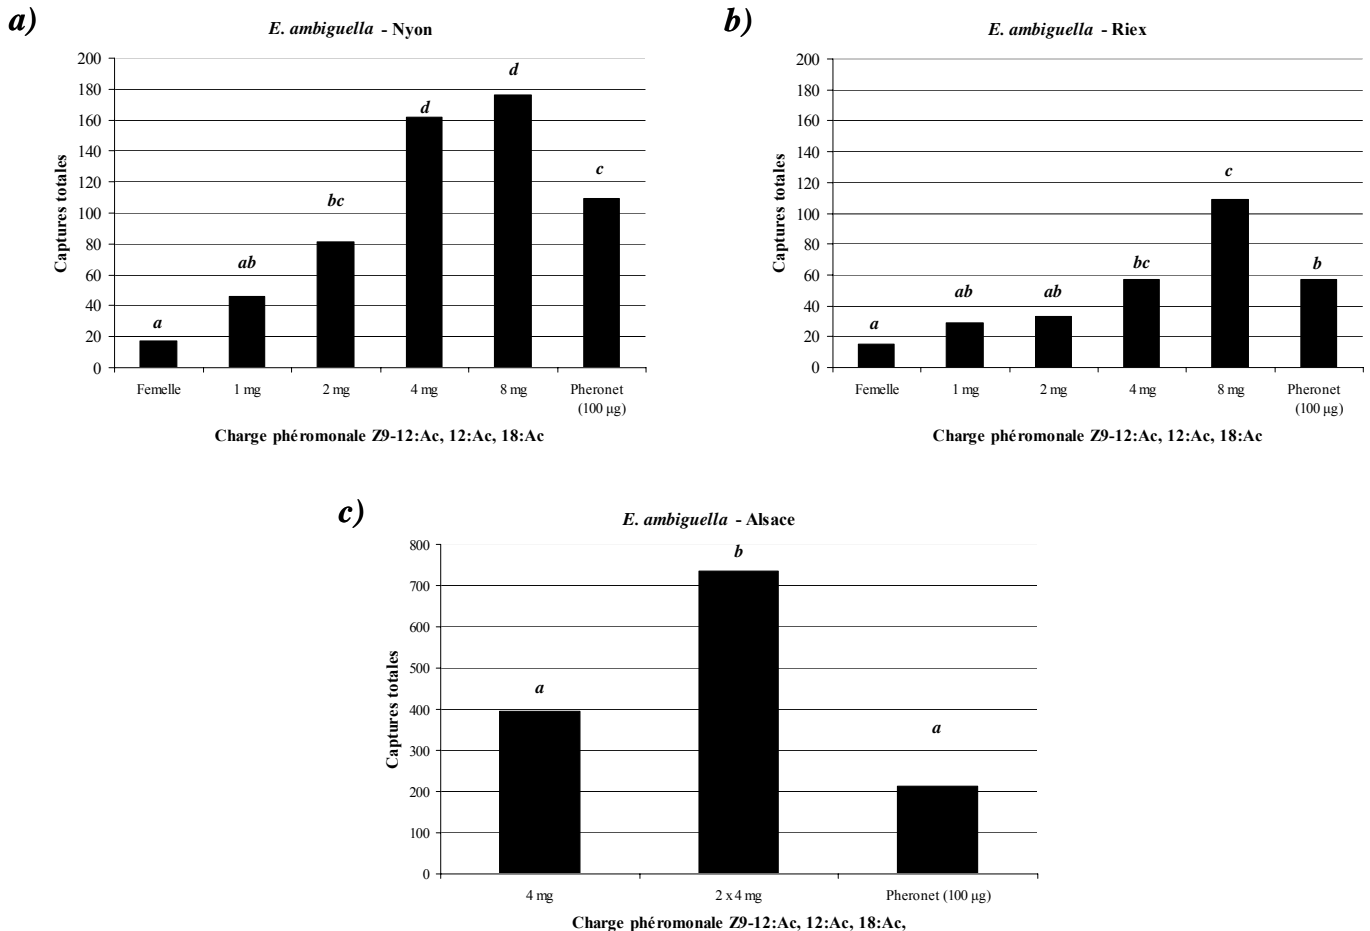 a)
E. ambiguella - Nyon
Captures totales
200
180
160
140
120
100
80
60
40
20
0
a
ab
bc
d
d
c
Femelle
1 mg
2 mg
4 mg
8 mg
Pheronet
(100 µg)
Charge phéromonale Z9-12:Ac, 12:Ac, 18:Ac
b)
E. ambiguella - Riex
Captures totales
200
180
160
140
120
100
80
60
40
20
0
a
ab
ab
bc
c
b
Femelle
1 mg
2 mg
4 mg
8 mg
Pheronet
(100 µg)
Charge phéromonale Z9-12:Ac, 12:Ac, 18:Ac
c)
E. ambiguella - Alsace
Captures totales
800
700
600
500
400
300
200
100
0
a
b
a
4 mg
2 x 4 mg
Pheronet (100 µg)
Charge phéromonale Z9-12:Ac, 12:Ac, 18:Ac,